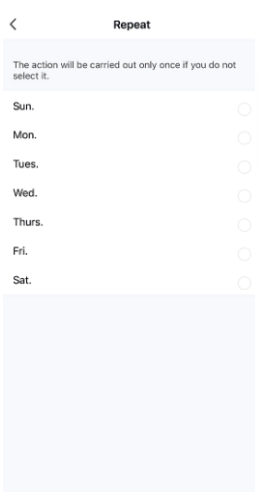 Repeat
The action will be carried out only once if you do not
select it.
Sun.
Mon.
Tues.
Wed.
Thurs.
Fri.
Sat.